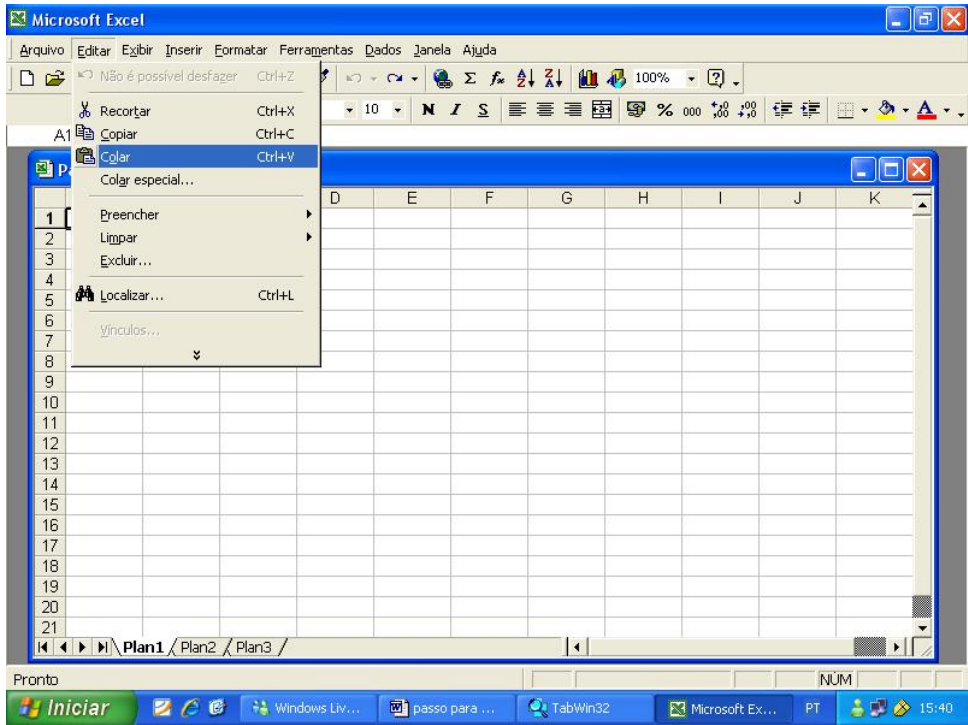 Microsoft Excel
Arquivo Editar Exibir Inserir Formatar Ferramentas Dados Janela Ajuda
Não é possível desfazer Ctrl+Z
Recortar Ctrl+X
Copiar Ctrl+C
Colar Ctrl+V
Colar especial...
Preencher
Limpar
Excluir...
Localizar... Ctrl+L
Vínculos...
Σ fx 100% ?
10 N I S % 000
A1
D E F G H I J K
1
2
3
4
5
6
7
8
9
10
11
12
13
14
15
16
17
18
19
20
21
Plan1 Plan2 Plan3
Pronto NÚM
Iniciar Windows Liv... passo para ... TabWin32 Microsoft Ex... PT 15:40